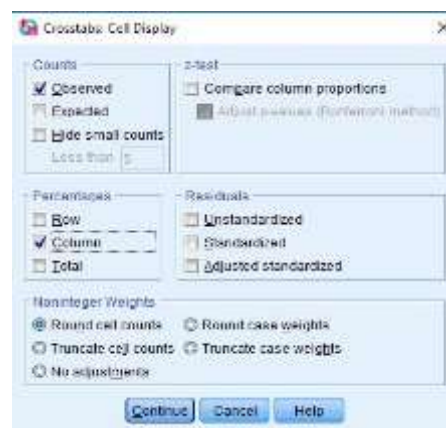 Crosstabs: Cell Display
Counts
Observed
Expected
Hide small counts
Less than 5
z-test
Compare column proportions
Adjust p-values (Bonferroni method)
Percentages
Row
Column
Total
Residuals
Unstandardized
Standardized
Adjusted standardized
Noninteger Weights
Round cell counts Round case weights
Truncate cell counts Truncate case weights
No adjustments
Continue Cancel Help